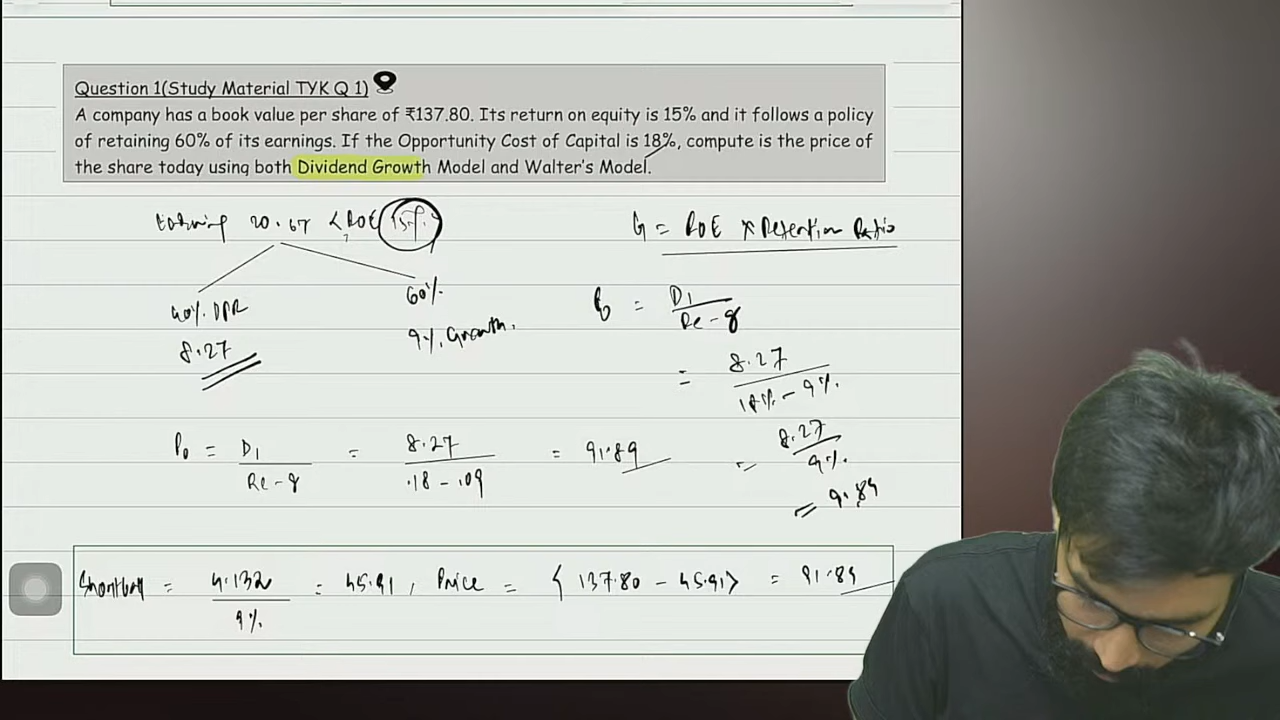 Question 1(Study Material TYK Q 1)
A company has a book value per share of ₹137.80. Its return on equity is 15% and it follows a policy
of retaining 60% of its earnings. If the Opportunity Cost of Capital is 18%, compute is the price of
the share today using both Dividend Growth Model and Walter's Model.
20.67 <ROE 15%>
G = ROE x Retention Ratio
40% DPR
8.27
60%
9% Growth.
= D1 / Re - g
= 8.27 / 18% - 9%
= 8.27 / 9%
= 9.89
P0 = D1 / Re - g = 8.27 / .18 - .09 = 91.89
= 4.132 / 9% = 45.91, Price = { 137.80 - 45.91} = 91.89